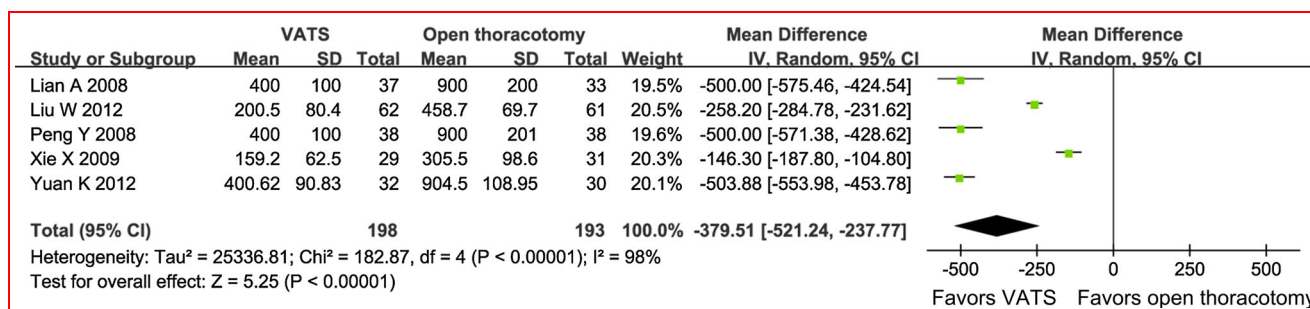 VATS Open thoracotomy Mean Difference Mean Difference
Study or Subgroup Mean SD Total Mean SD Total Weight IV, Random, 95% CI IV, Random, 95% CI
Lian A 2008 400 100 37 900 200 33 19.5% -500.00 [-575.46, -424.54]
Liu W 2012 200.5 80.4 62 458.7 69.7 61 20.5% -258.20 [-284.78, -231.62]
Peng Y 2008 400 100 38 900 201 38 19.6% -500.00 [-571.38, -428.62]
Xie X 2009 159.2 62.5 29 305.5 98.6 31 20.3% -146.30 [-187.80, -104.80]
Yuan K 2012 400.62 90.83 32 904.5 108.95 30 20.1% -503.88 [-553.98, -453.78]
Total (95% CI) 198 193 100.0% -379.51 [-521.24, -237.77]
Heterogeneity: Tau² = 25336.81; Chi² = 182.87, df = 4 (P < 0.00001); I² = 98%
Test for overall effect: Z = 5.25 (P < 0.00001)
-500 -250 0 250 500
Favors VATS Favors open thoracotomy